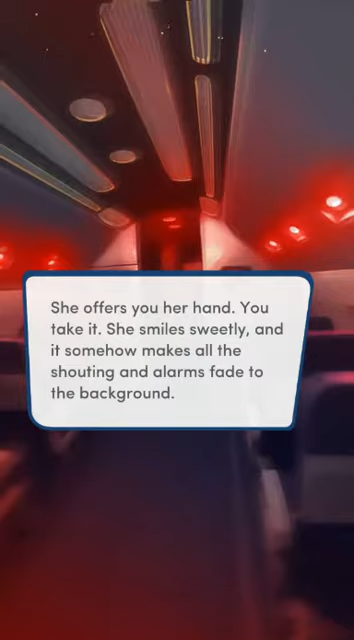 She offers you her hand. You
take it. She smiles sweetly, and
it somehow makes all the
shouting and alarms fade to
the background.